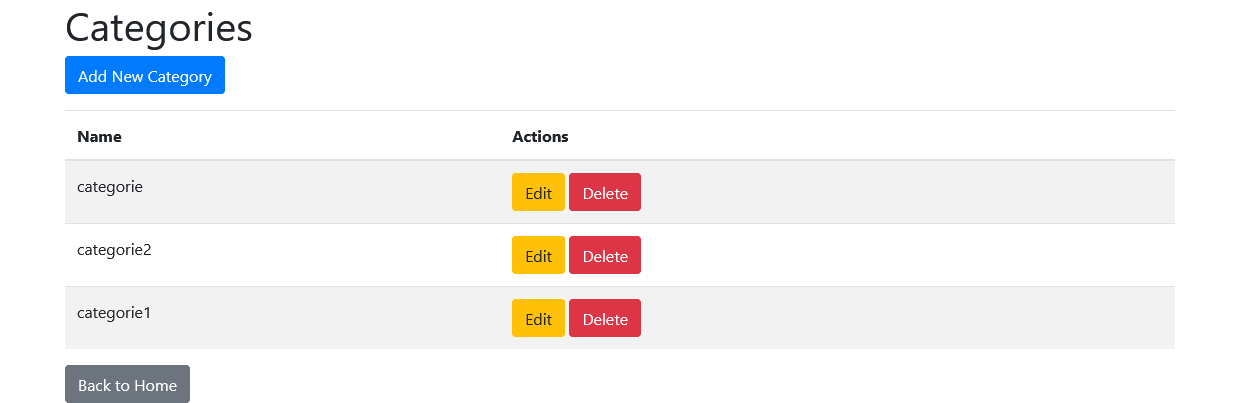 Categories
Add New Category
Name Actions
categorie Edit Delete
categorie2 Edit Delete
categorie1 Edit Delete
Back to Home